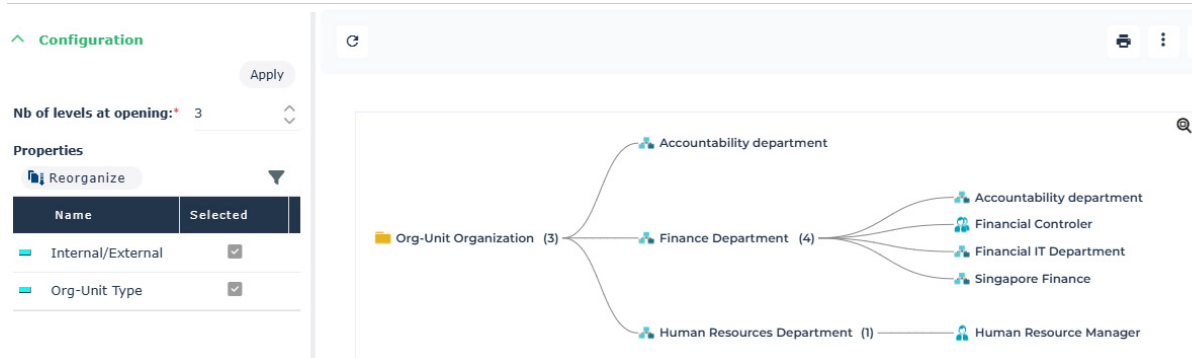 Configuration
Apply
Nb of levels at opening:* 3
Properties
Reorganize
Name Selected
Internal/External
Org-Unit Type
Accountability department
Accountability department
Financial Controler
Org-Unit Organization (3) Finance Department (4)
Financial IT Department
Singapore Finance
Human Resources Department (1) Human Resource Manager